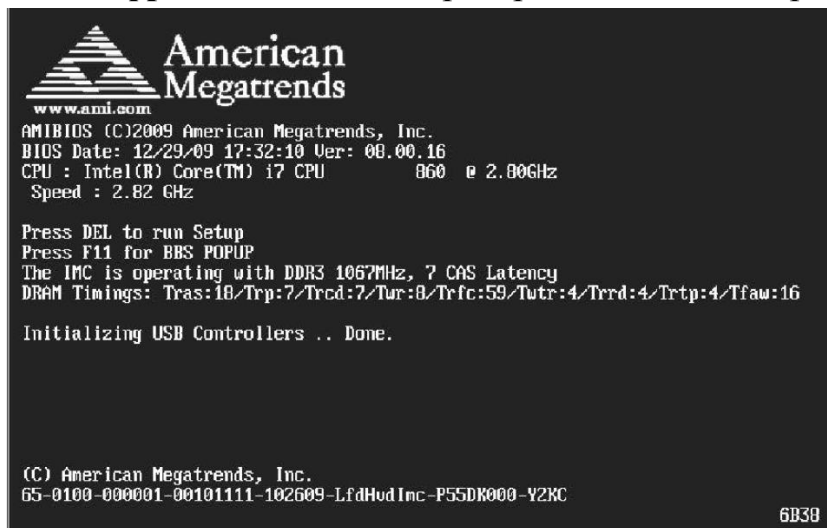 American
Megatrends
www.ami.com
AMIBIOS (C)2009 American Megatrends, Inc.
BIOS Date: 12/29/09 17:32:10 Ver: 08.00.16
CPU : Intel(R) Core(TM) i7 CPU 860 @ 2.80GHz
Speed : 2.82 GHz
Press DEL to run Setup
Press F11 for BBS POPUP
The IMC is operating with DDR3 1067MHz, 7 CAS Latency
DRAM Timings: Tras:18/Trp:7/Trcd:7/Twr:8/Trfc:59/Twtr:4/Trrd:4/Trtp:4/Tfaw:16
Initializing USB Controllers .. Done.
(C) American Megatrends, Inc.
65-0100-000001-00101111-102609-LfdHudImc-P55DK000-Y2KC
6B38